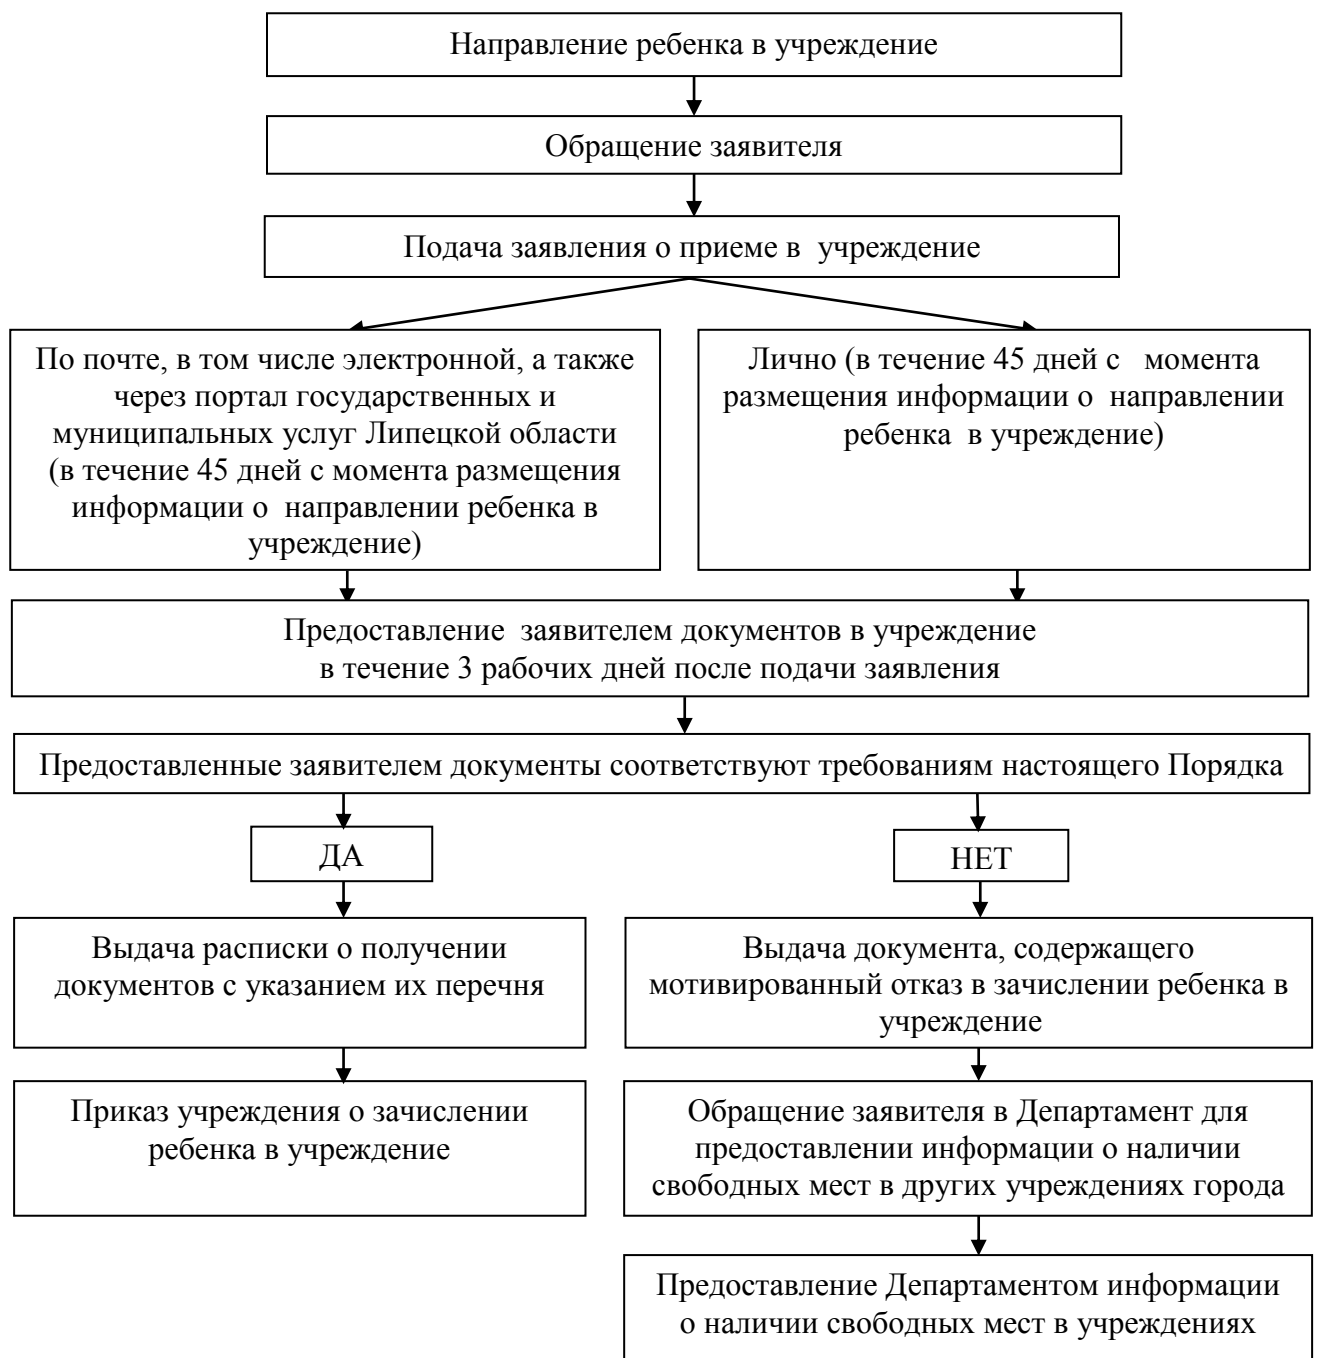 Направление ребенка в учреждение
Обращение заявителя
Подача заявления о приеме в учреждение
По почте, в том числе электронной, а также
через портал государственных и
муниципальных услуг Липецкой области
(в течение 45 дней с момента размещения
информации о направлении ребенка в
учреждение)
Лично (в течение 45 дней с момента
размещения информации о направлении
ребенка в учреждение)
Предоставление заявителем документов в учреждение
в течение 3 рабочих дней после подачи заявления
Предоставленные заявителем документы соответствуют требованиям настоящего Порядка
ДА
НЕТ
Выдача расписки о получении
документов с указанием их перечня
Выдача документа, содержащего
мотивированный отказ в зачислении ребенка в
учреждение
Приказ учреждения о зачислении
ребенка в учреждение
Обращение заявителя в Департамент для
предоставлении информации о наличии
свободных мест в других учреждениях города
Предоставление Департаментом информации
о наличии свободных мест в учреждениях